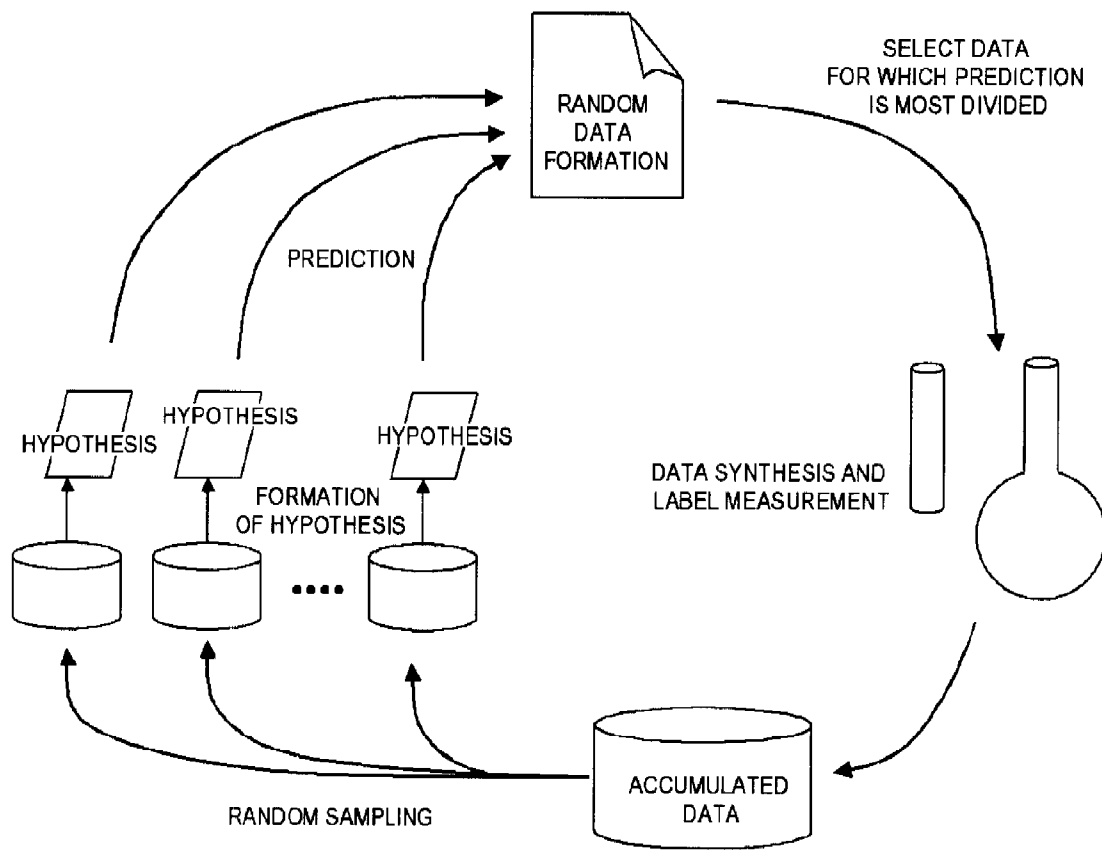 SELECT DATA
FOR WHICH PREDICTION
IS MOST DIVIDED
RANDOM
DATA
FORMATION
PREDICTION
HYPOTHESIS
HYPOTHESIS
HYPOTHESIS
FORMATION
OF HYPOTHESIS
DATA SYNTHESIS AND
LABEL MEASUREMENT
ACCUMULATED
DATA
RANDOM SAMPLING